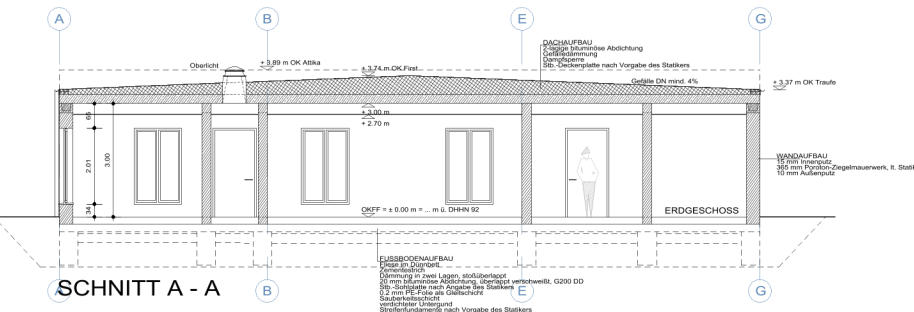 A
B
E
G
DACHAUFBAU
2-lagige bituminöse Abdichtung
Gefälledämmung
Dampfsperre
Stb.-Deckenplatte nach Vorgabe des Statikers
Oberlicht
+ 3.89 m OK Attika
+ 3.74 m OK First
Gefälle DN mind. 4%
+ 3.37 m OK Traufe
+ 3.00 m
+ 2.70 m
65
2.01
3.00
34
WANDAUFBAU
15 mm Innenputz
365 mm Poroton-Ziegelmauerwerk, lt. Stati
10 mm Außenputz
OKFF = ± 0.00 m = ... m ü. DHHN 92
ERDGESCHOSS
FUSSBODENAUFBAU
Fliese im Dünnbett
Zementestrich
Dämmung in zwei Lagen, stoßüberlappt
20 mm bituminöse Abdichtung, überlappt verschweißt, G200 DD
Stb.-Sohlplatte nach Angabe des Statikers
0.2 mm PE-Folie als Gleitschicht
Sauberkeitsschicht
verdichteter Untergund
Streifenfundamente nach Vorgabe des Statikers
SCHNITT A - A
A
B
E
G